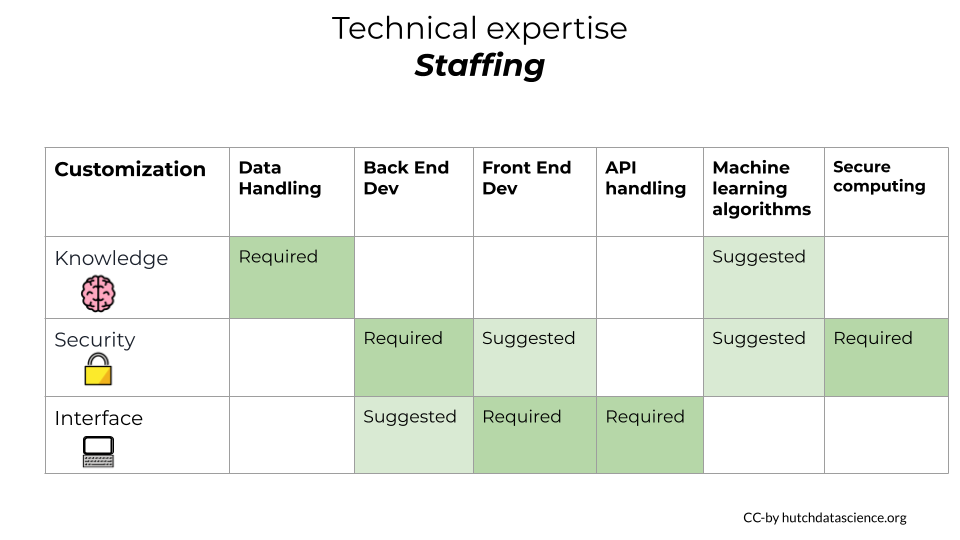 Technical expertise
Staffing
Customization
Data
Handling
Back End
Dev
Front End
Dev
API
handling
Machine
learning
algorithms
Secure
computing
Knowledge
Required
Suggested
Security
Required
Suggested
Suggested
Required
Interface
Suggested
Required
Required
CC-by hutchdatascience.org